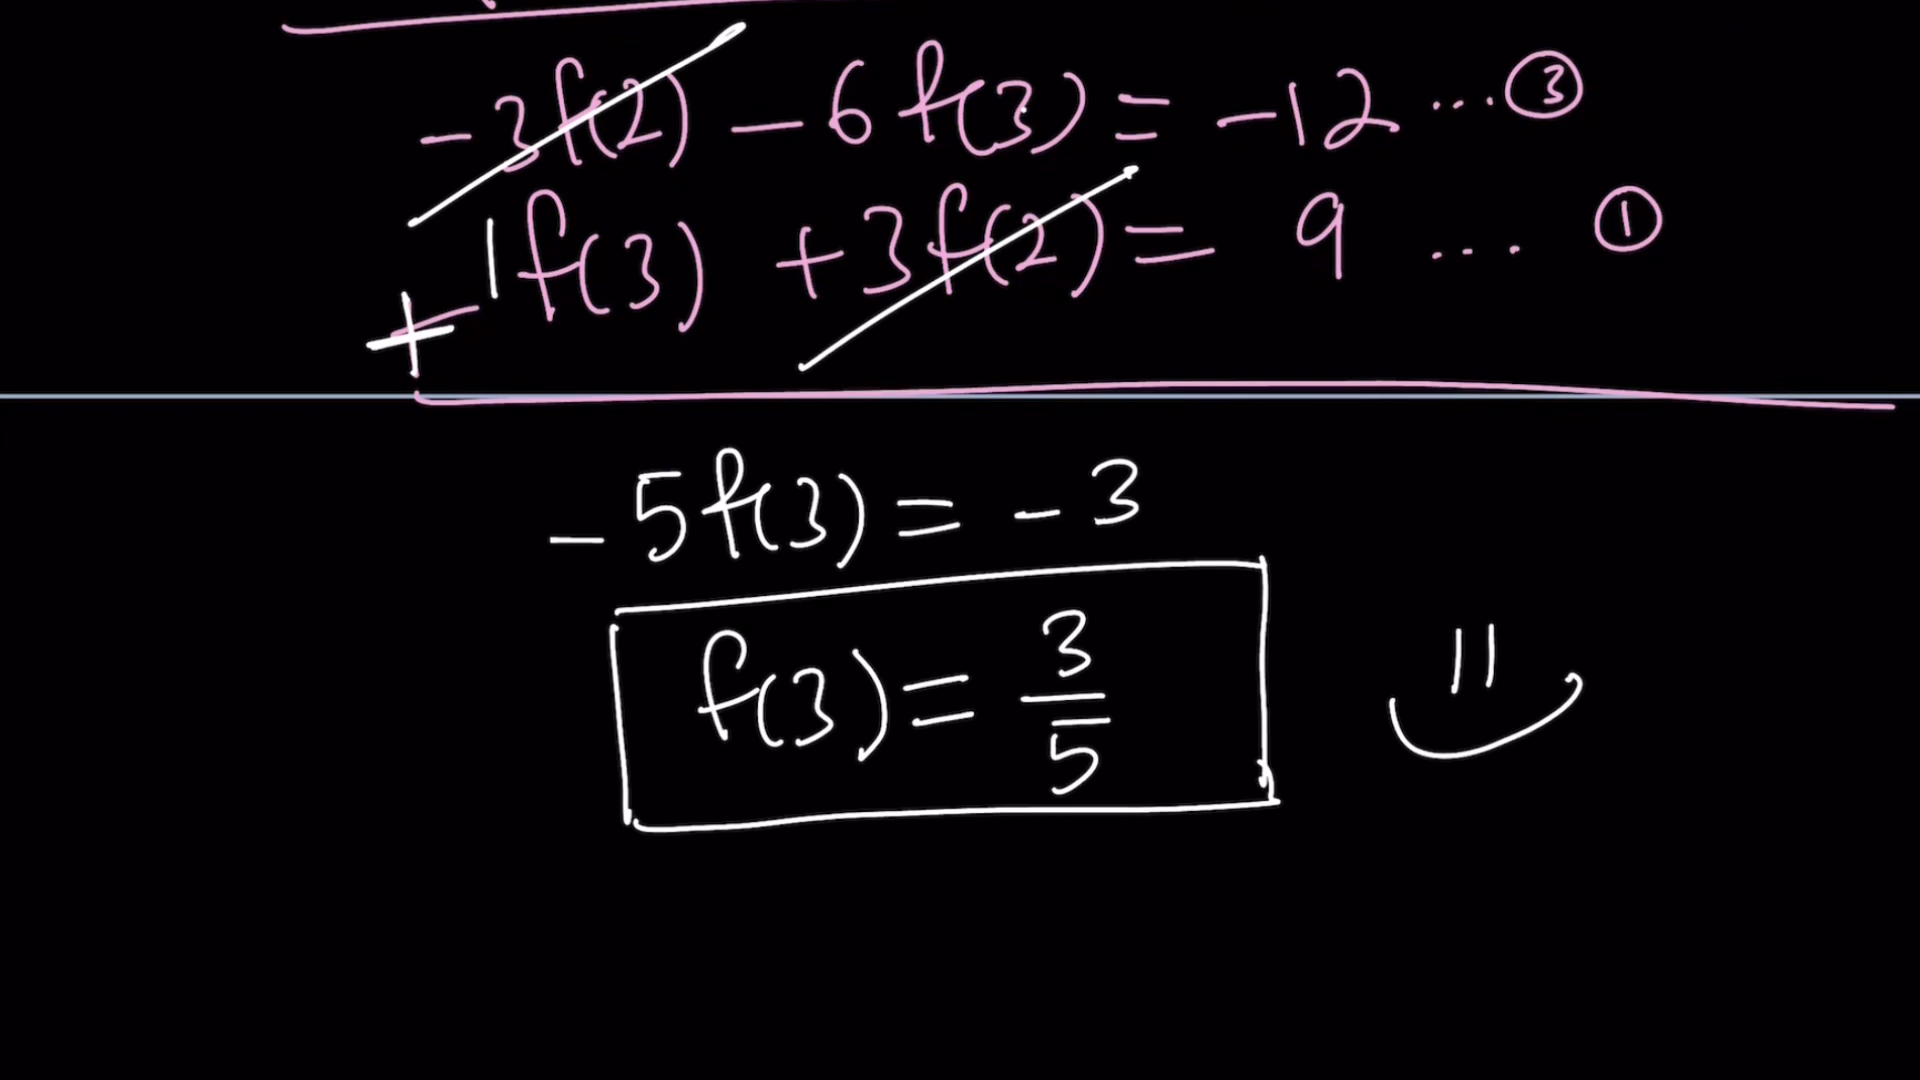 -3f(2) - 6f(3) = -12 ... ③
1f(3) + 3f(2) = 9 ... ①
+
-5f(3) = -3
f(3) = 3/5